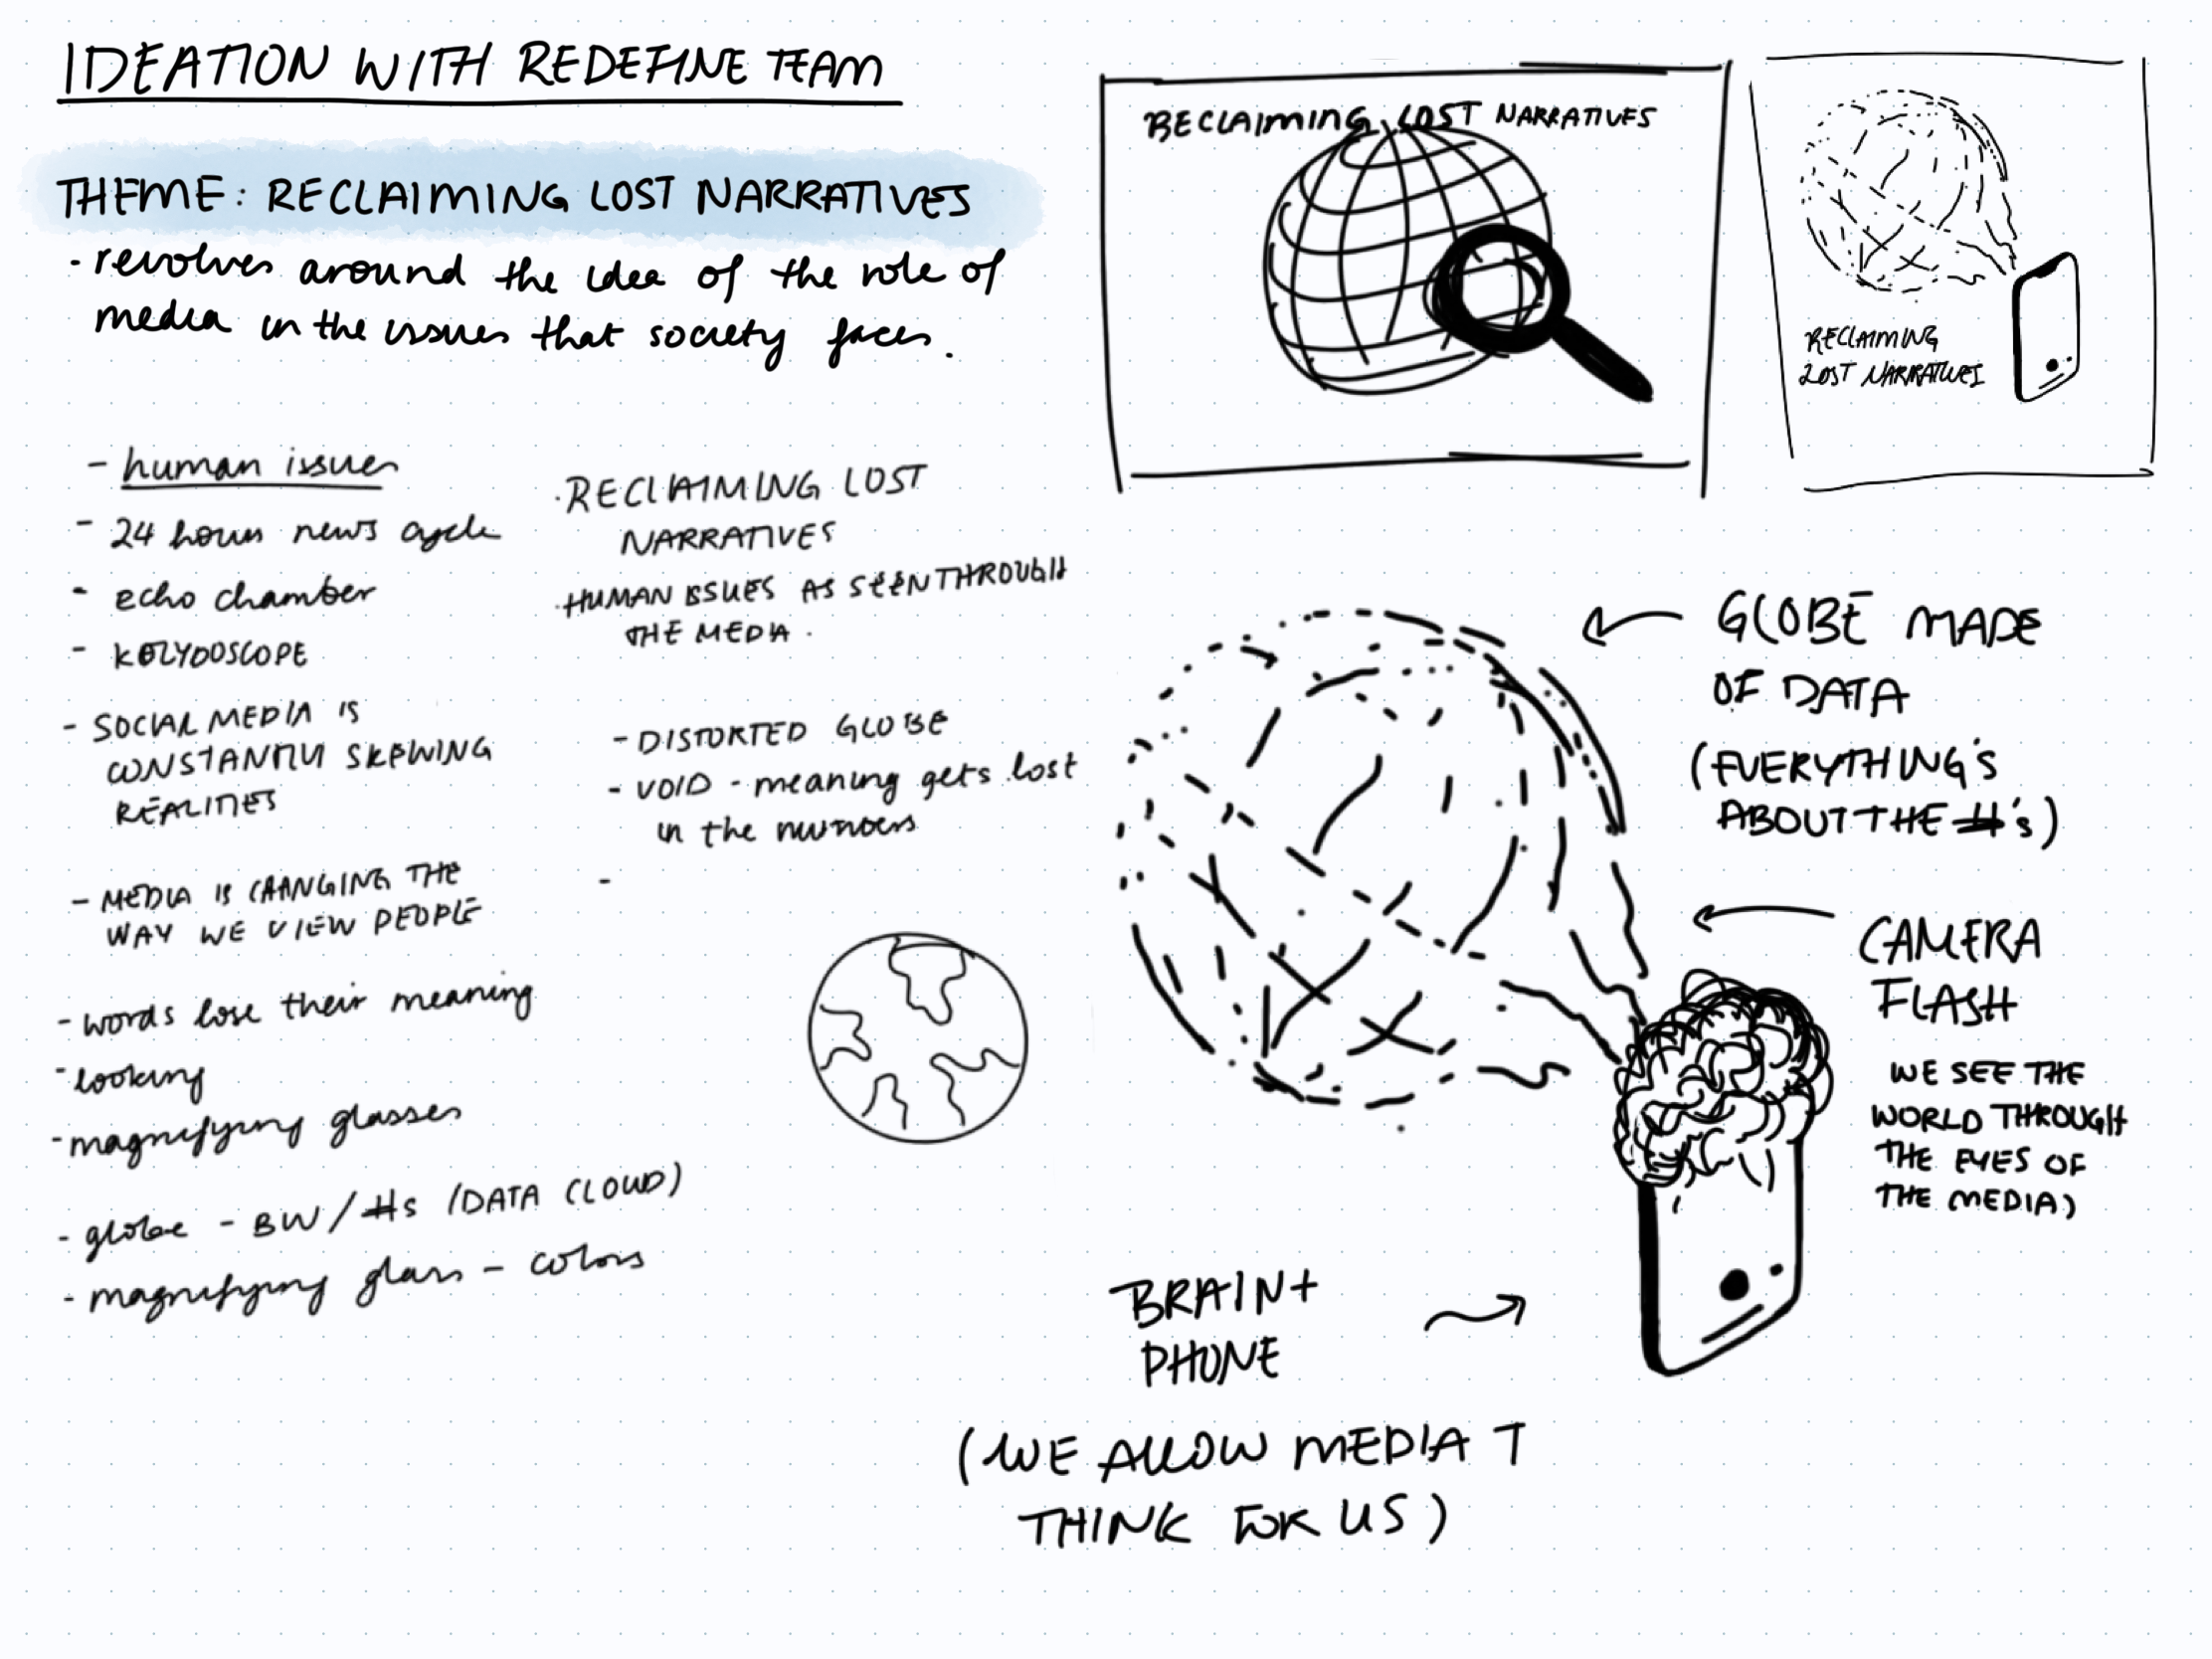 IDEATION WITH REDEFINE TEAM
THEME: RECLAIMING LOST NARRATIVES
· revolves around the idea of the role of
media in the issues that society faces.
- human issues
- 24 hours news cycle
- echo chamber
- KOLYDOSCOPE
- SOCIAL MEDIA IS
CONSTANTLY SKEWING
REALITIES
- MEDIA IS CHANGING THE
WAY WE VIEW PEOPLE
- words lose their meaning
- looking
- magnifying glasses
- globe - BW/#s (DATA CLOUD)
- magnifying glass - colors
· RECLAIMING LOST
NARRATIVES
· HUMAN ISSUES AS SEEN THROUGH
THE MEDIA.
- DISTORTED GLOBE
- VOID - meaning gets lost
in the numbers
-
RECLAIMING LOST NARRATIVES
RECLAIMING
LOST NARRATIVES
GLOBE MADE
OF DATA
(EVERYTHING'S
ABOUT THE #'s)
CAMERA
FLASH
WE SEE THE
WORLD THROUGH
THE EYES OF
THE MEDIA)
BRAIN +
PHONE
(WE ALLOW MEDIA T
THINK FOR US)